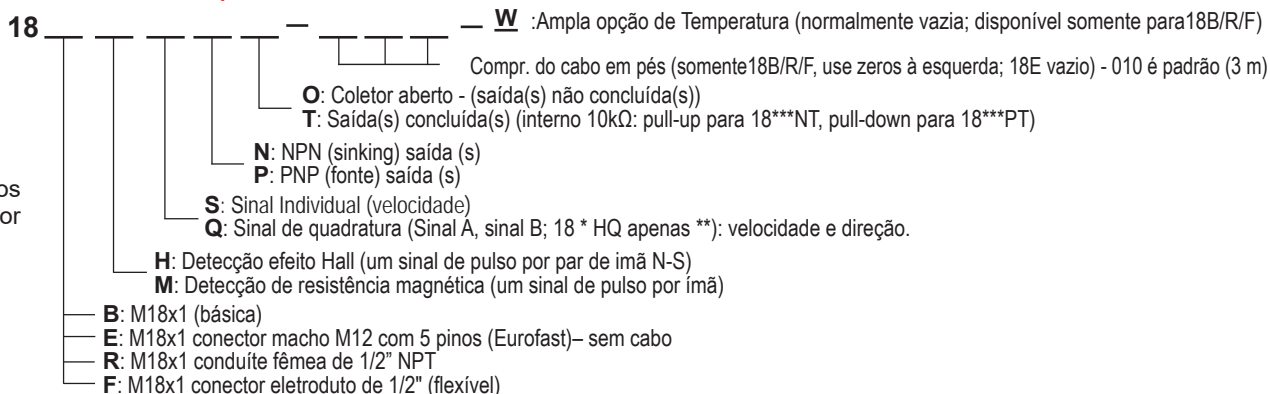 18 __ __ __ __ __ – __ __ __ – W :Ampla opção de Temperatura (normalmente vazia; disponível somente para18B/R/F)
Compr. do cabo em pés (somente18B/R/F, use zeros à esquerda; 18E vazio) - 010 é padrão (3 m)
O: Coletor aberto - (saída(s) não concluída(s))
T: Saída(s) concluída(s) (interno 10kΩ: pull-up para 18***NT, pull-down para 18***PT)
N: NPN (sinking) saída (s)
P: PNP (fonte) saída (s)
os
or
S: Sinal Individual (velocidade)
Q: Sinal de quadratura (Sinal A, sinal B; 18 * HQ apenas **): velocidade e direção.
H: Detecção efeito Hall (um sinal de pulso por par de imã N-S)
M: Detecção de resistência magnética (um sinal de pulso por ímã)
B: M18x1 (básica)
E: M18x1 conector macho M12 com 5 pinos (Eurofast)– sem cabo
R: M18x1 conduíte fêmea de 1/2” NPT
F: M18x1 conector eletroduto de 1/2" (flexível)